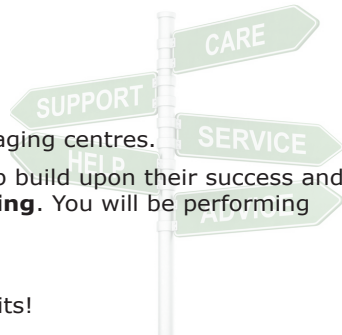 CARE
SUPPORT
aging centres.
SERVICE
HELP
build upon their success and
ing. You will be performing
ADVICE
its!